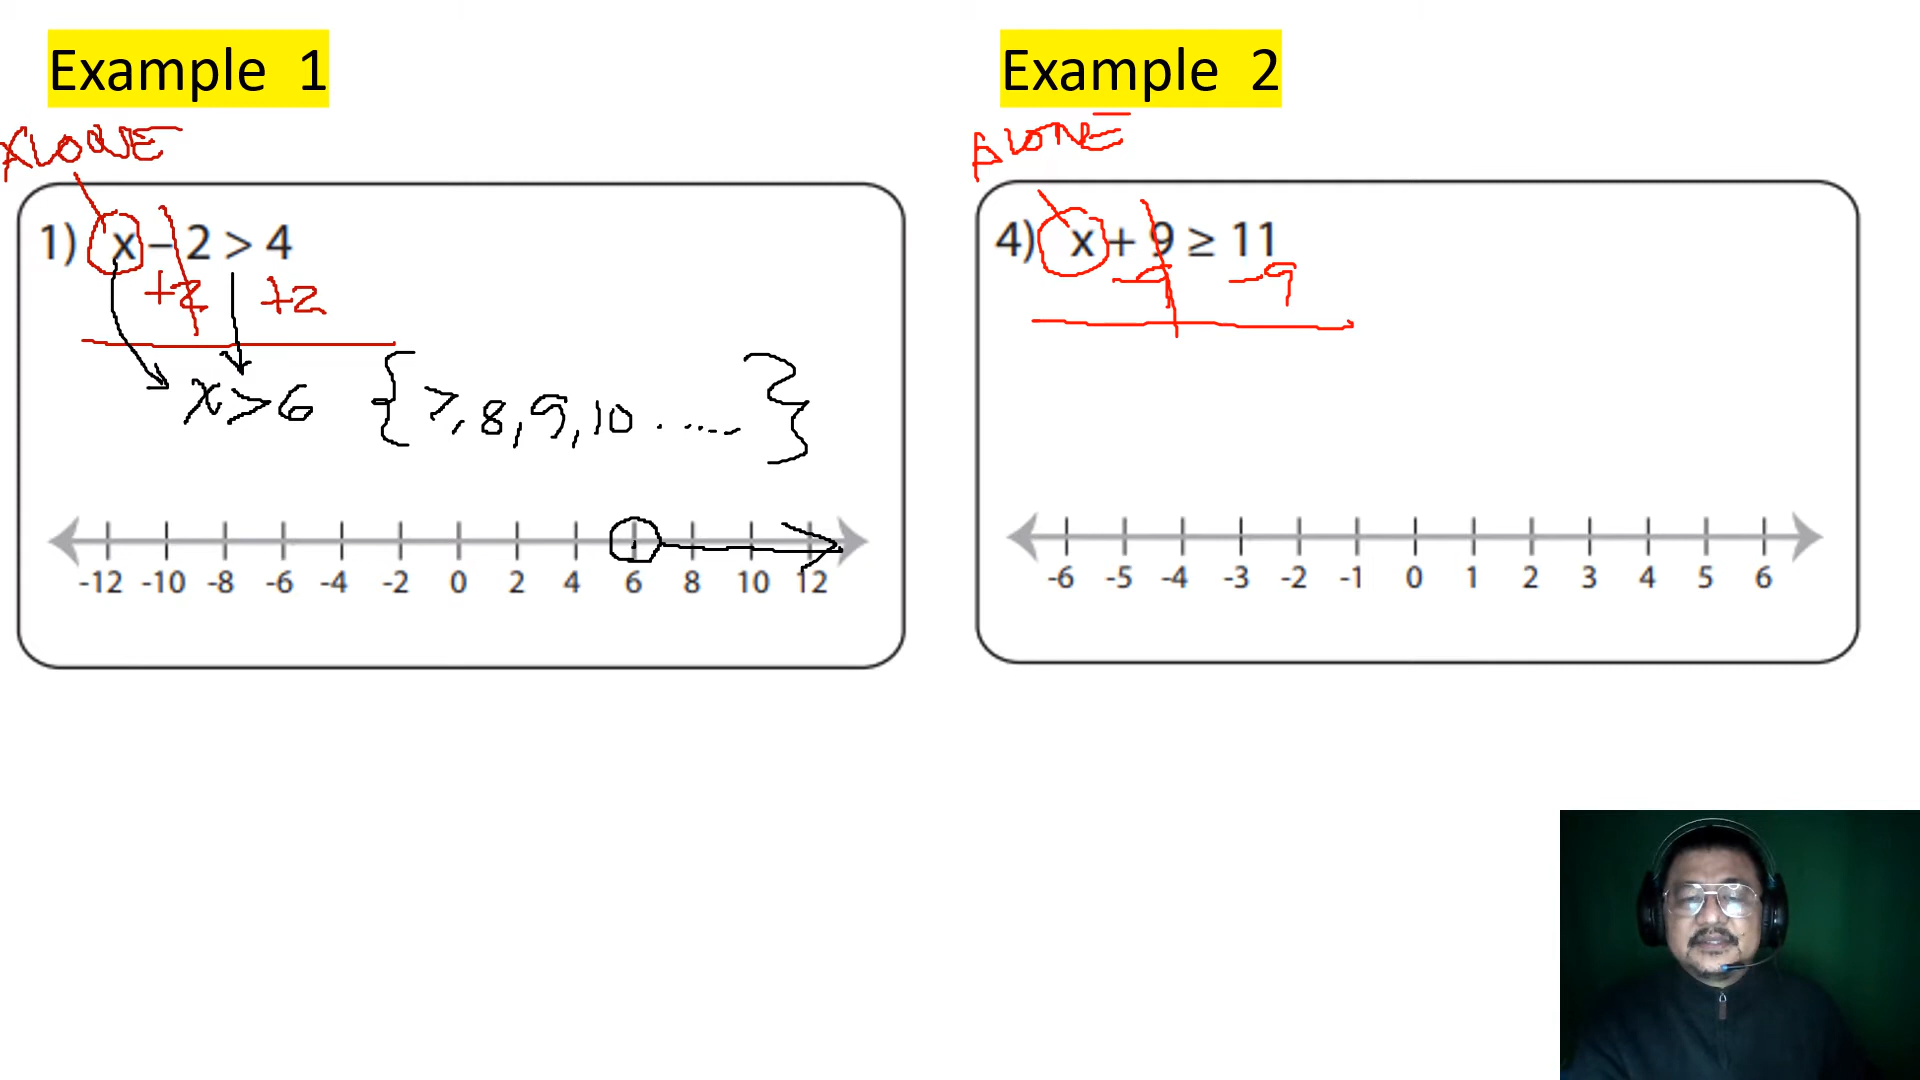 Example 1
ALONE
1) x – 2 > 4
+2 +2
x > 6 { 7, 8, 9, 10 ..... }
-12 -10 -8 -6 -4 -2 0 2 4 6 8 10 12
Example 2
ALONE
4) x + 9 ≥ 11
-9 -9
-6 -5 -4 -3 -2 -1 0 1 2 3 4 5 6